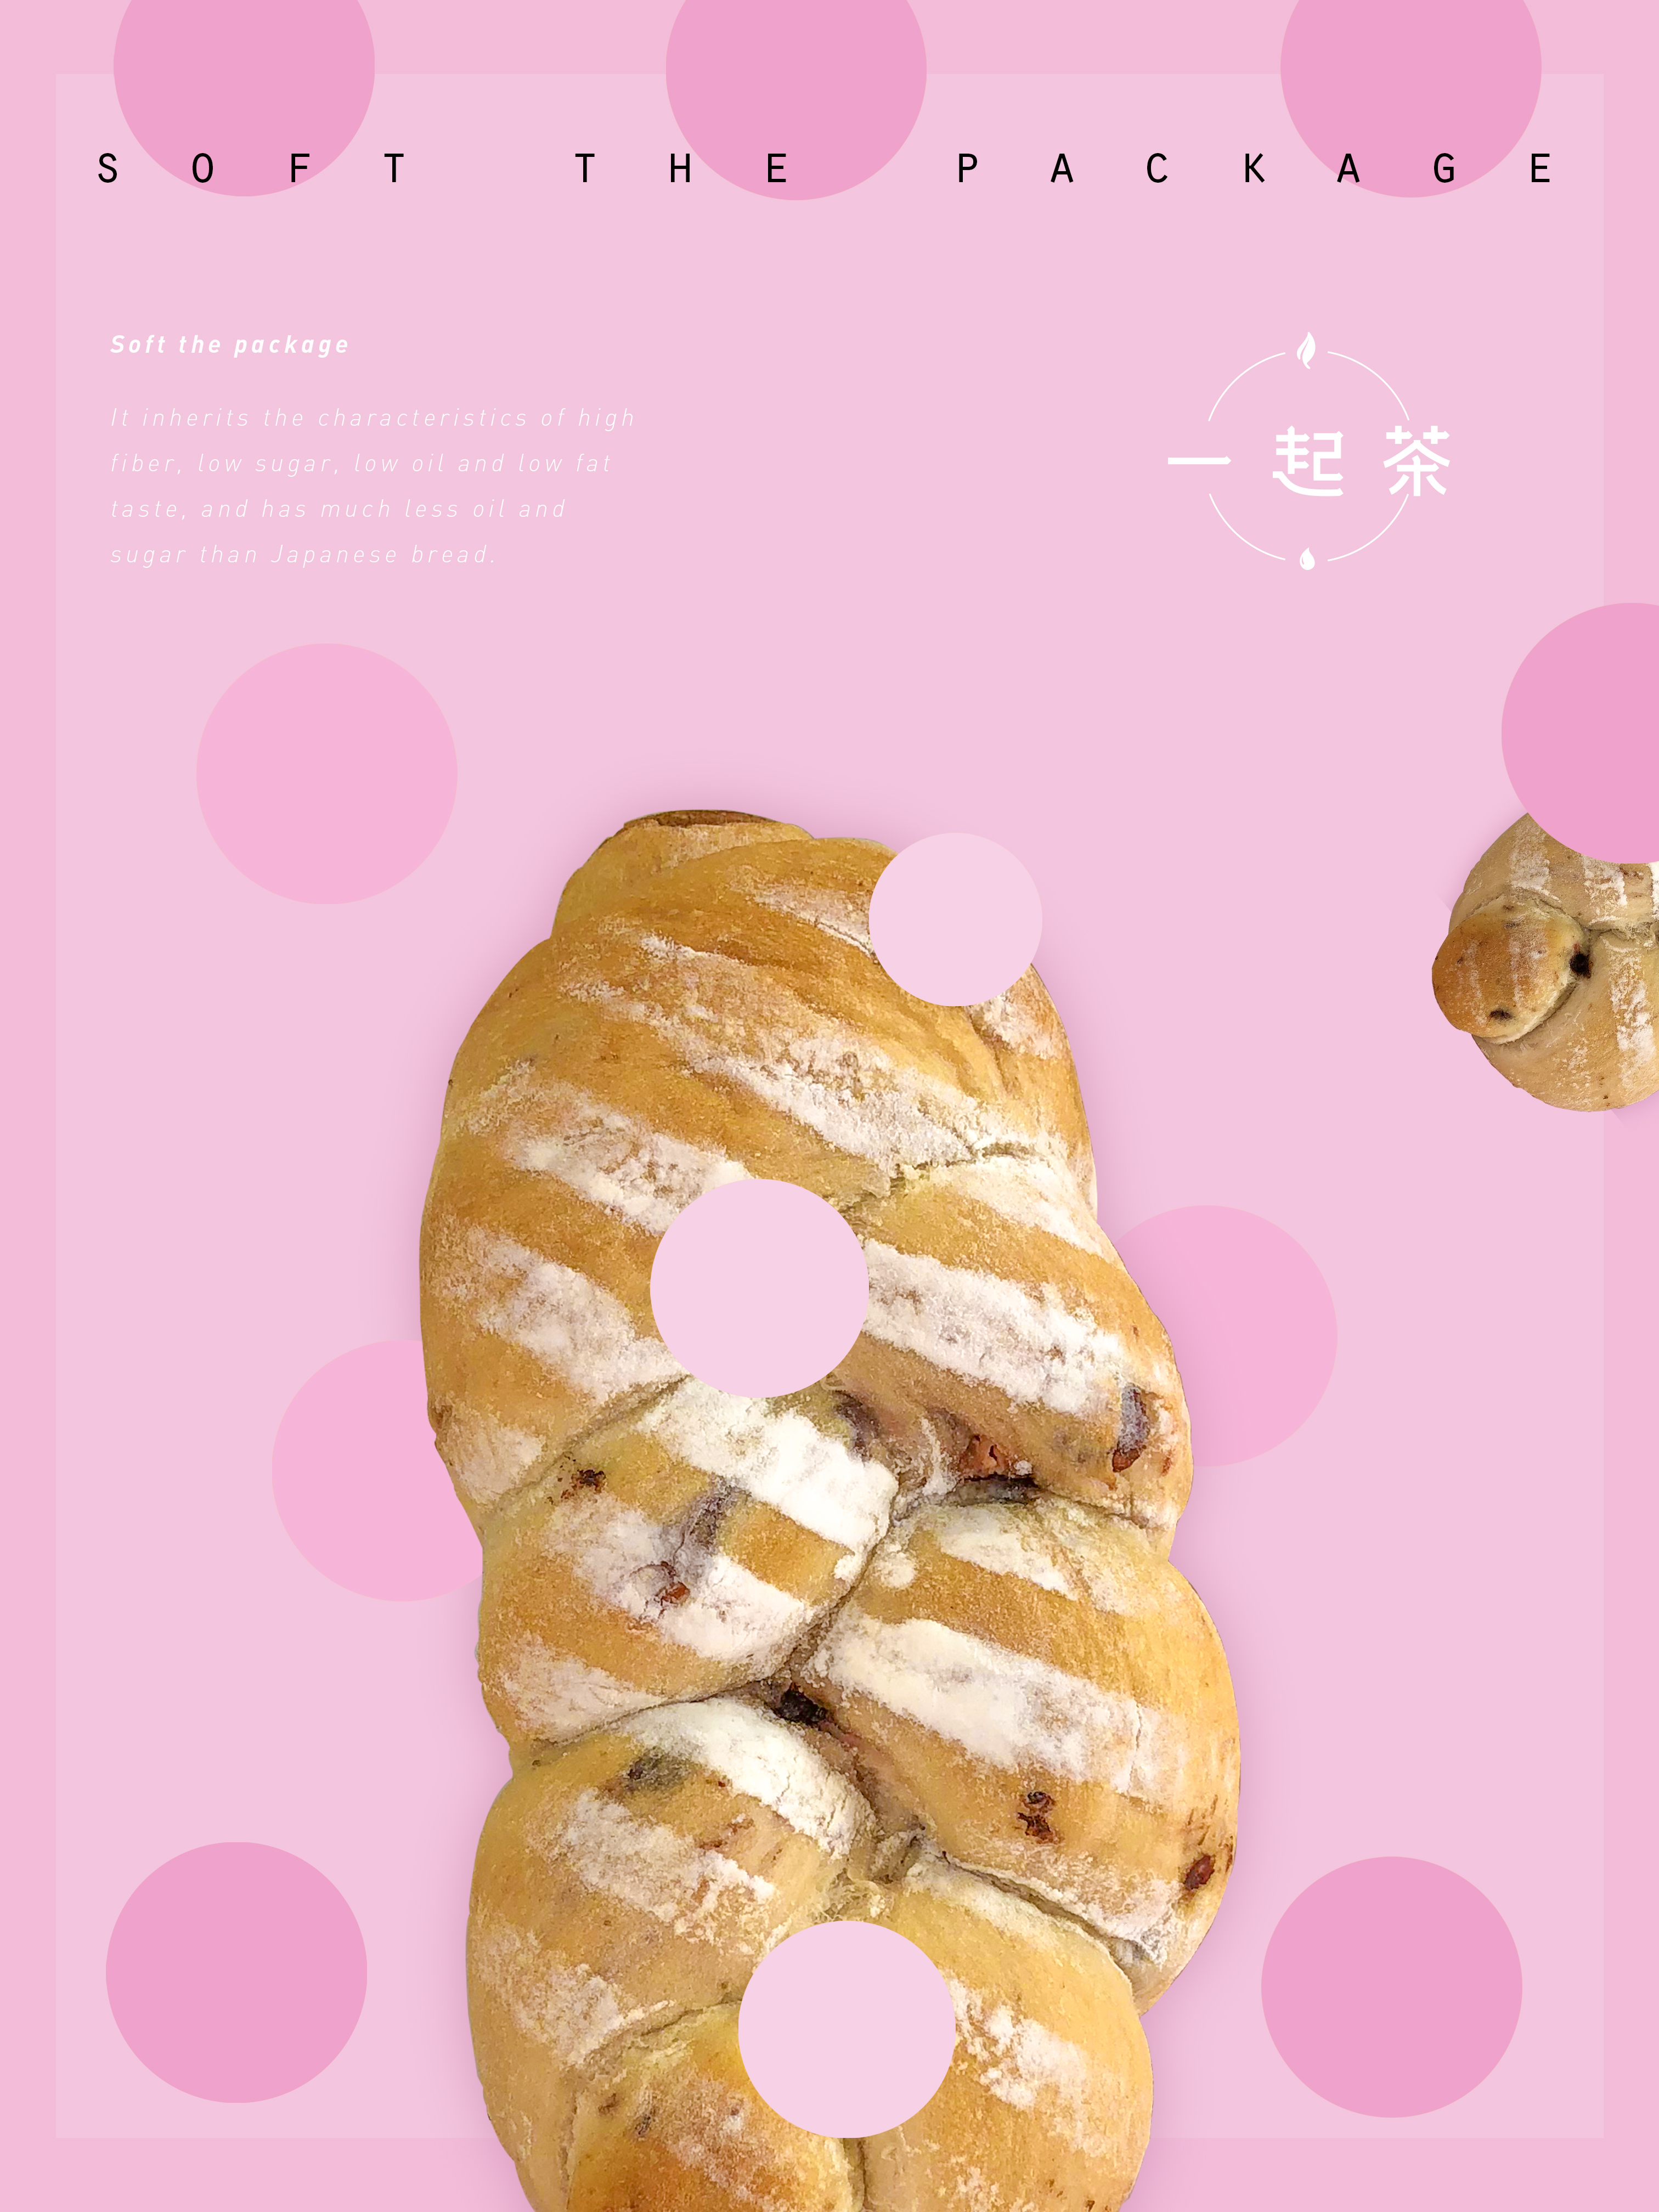 SOFT THE PACKAGE
Soft the package
It inherits the characteristics of high
fiber, low sugar, low oil and low fat
taste, and has much less oil and
sugar than Japanese bread.
一起茶